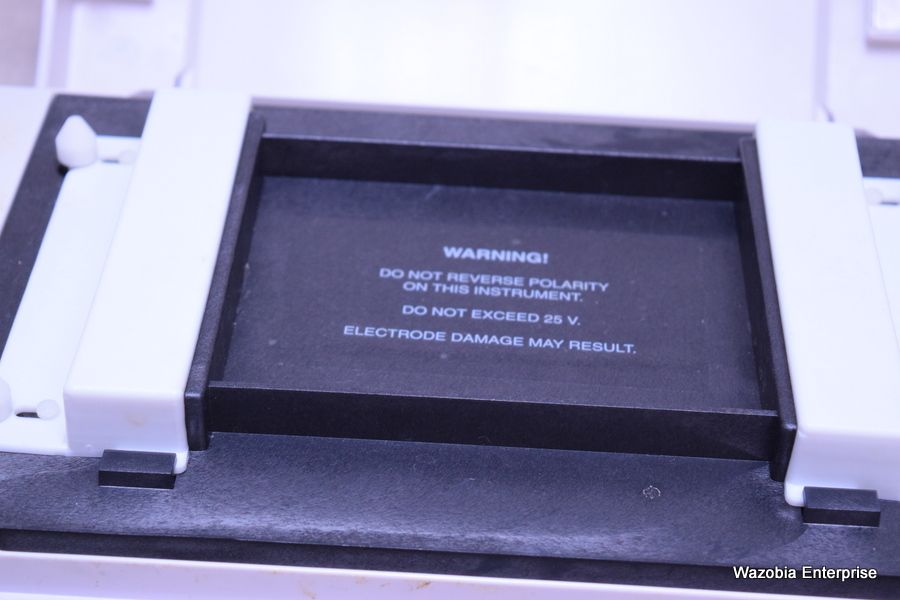 WARNING!
DO NOT REVERSE POLARITY
ON THIS INSTRUMENT.
DO NOT EXCEED 25 V.
ELECTRODE DAMAGE MAY RESULT.
Wazobia Enterprise